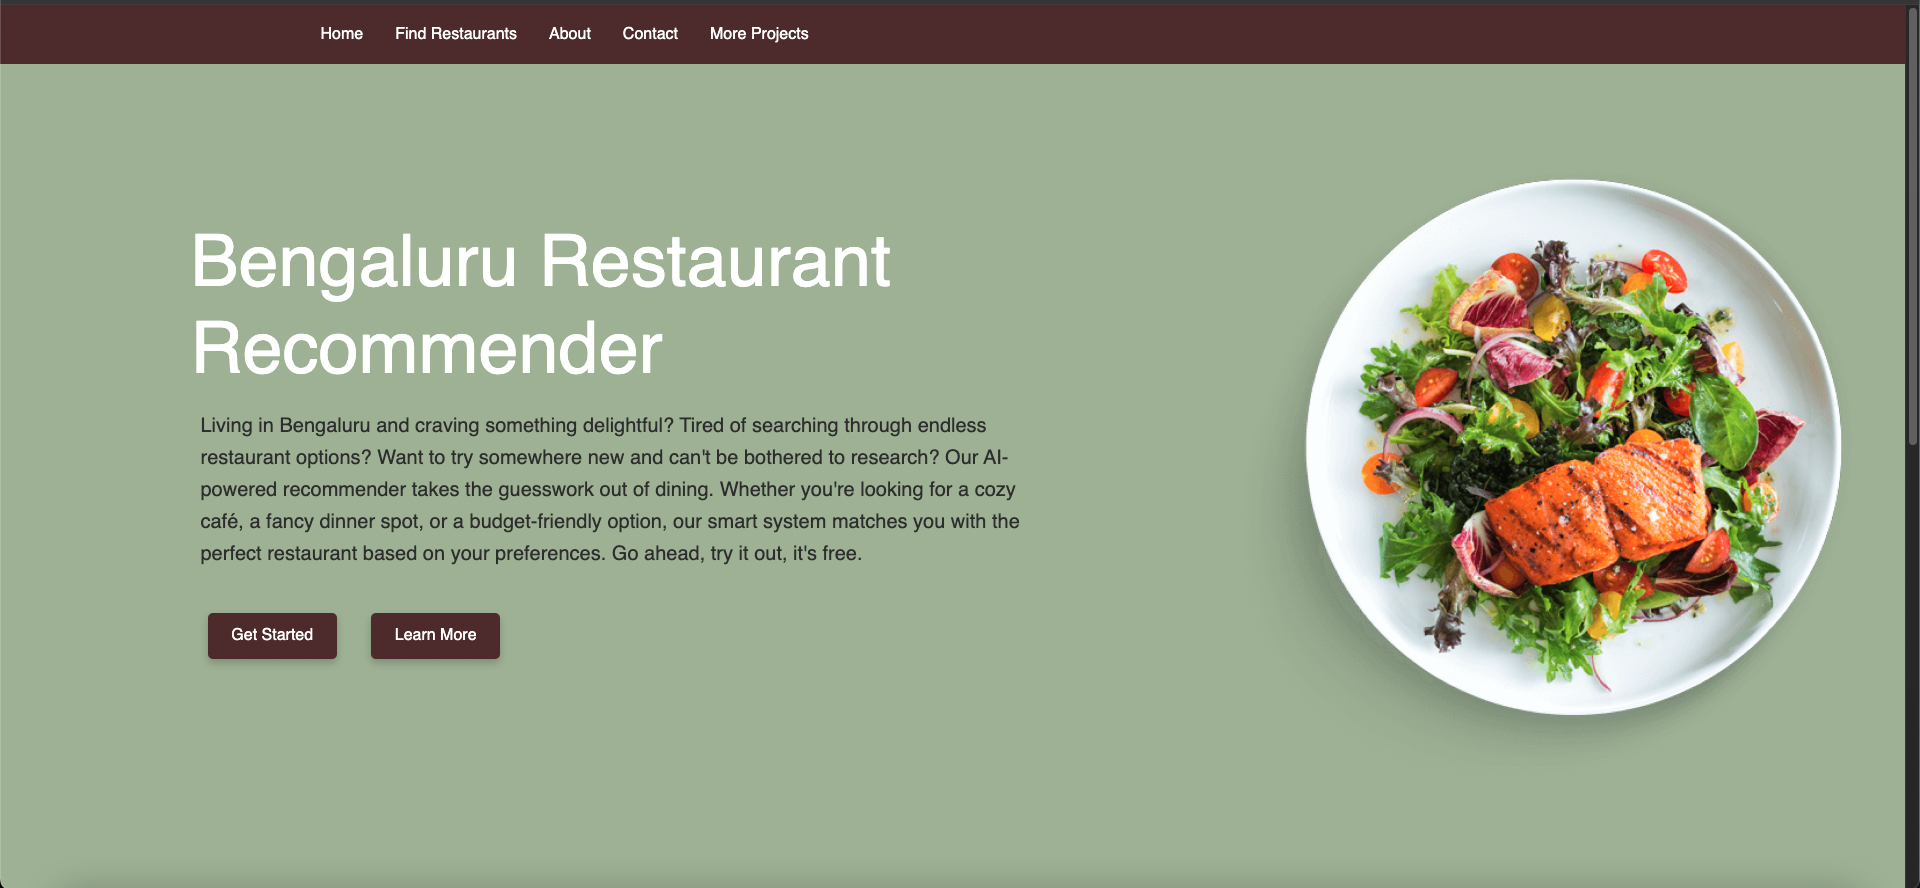 Home Find Restaurants About Contact More Projects
Bengaluru Restaurant
Recommender
Living in Bengaluru and craving something delightful? Tired of searching through endless
restaurant options? Want to try somewhere new and can't be bothered to research? Our AI-
powered recommender takes the guesswork out of dining. Whether you're looking for a cozy
café, a fancy dinner spot, or a budget-friendly option, our smart system matches you with the
perfect restaurant based on your preferences. Go ahead, try it out, it's free.
Get Started Learn More